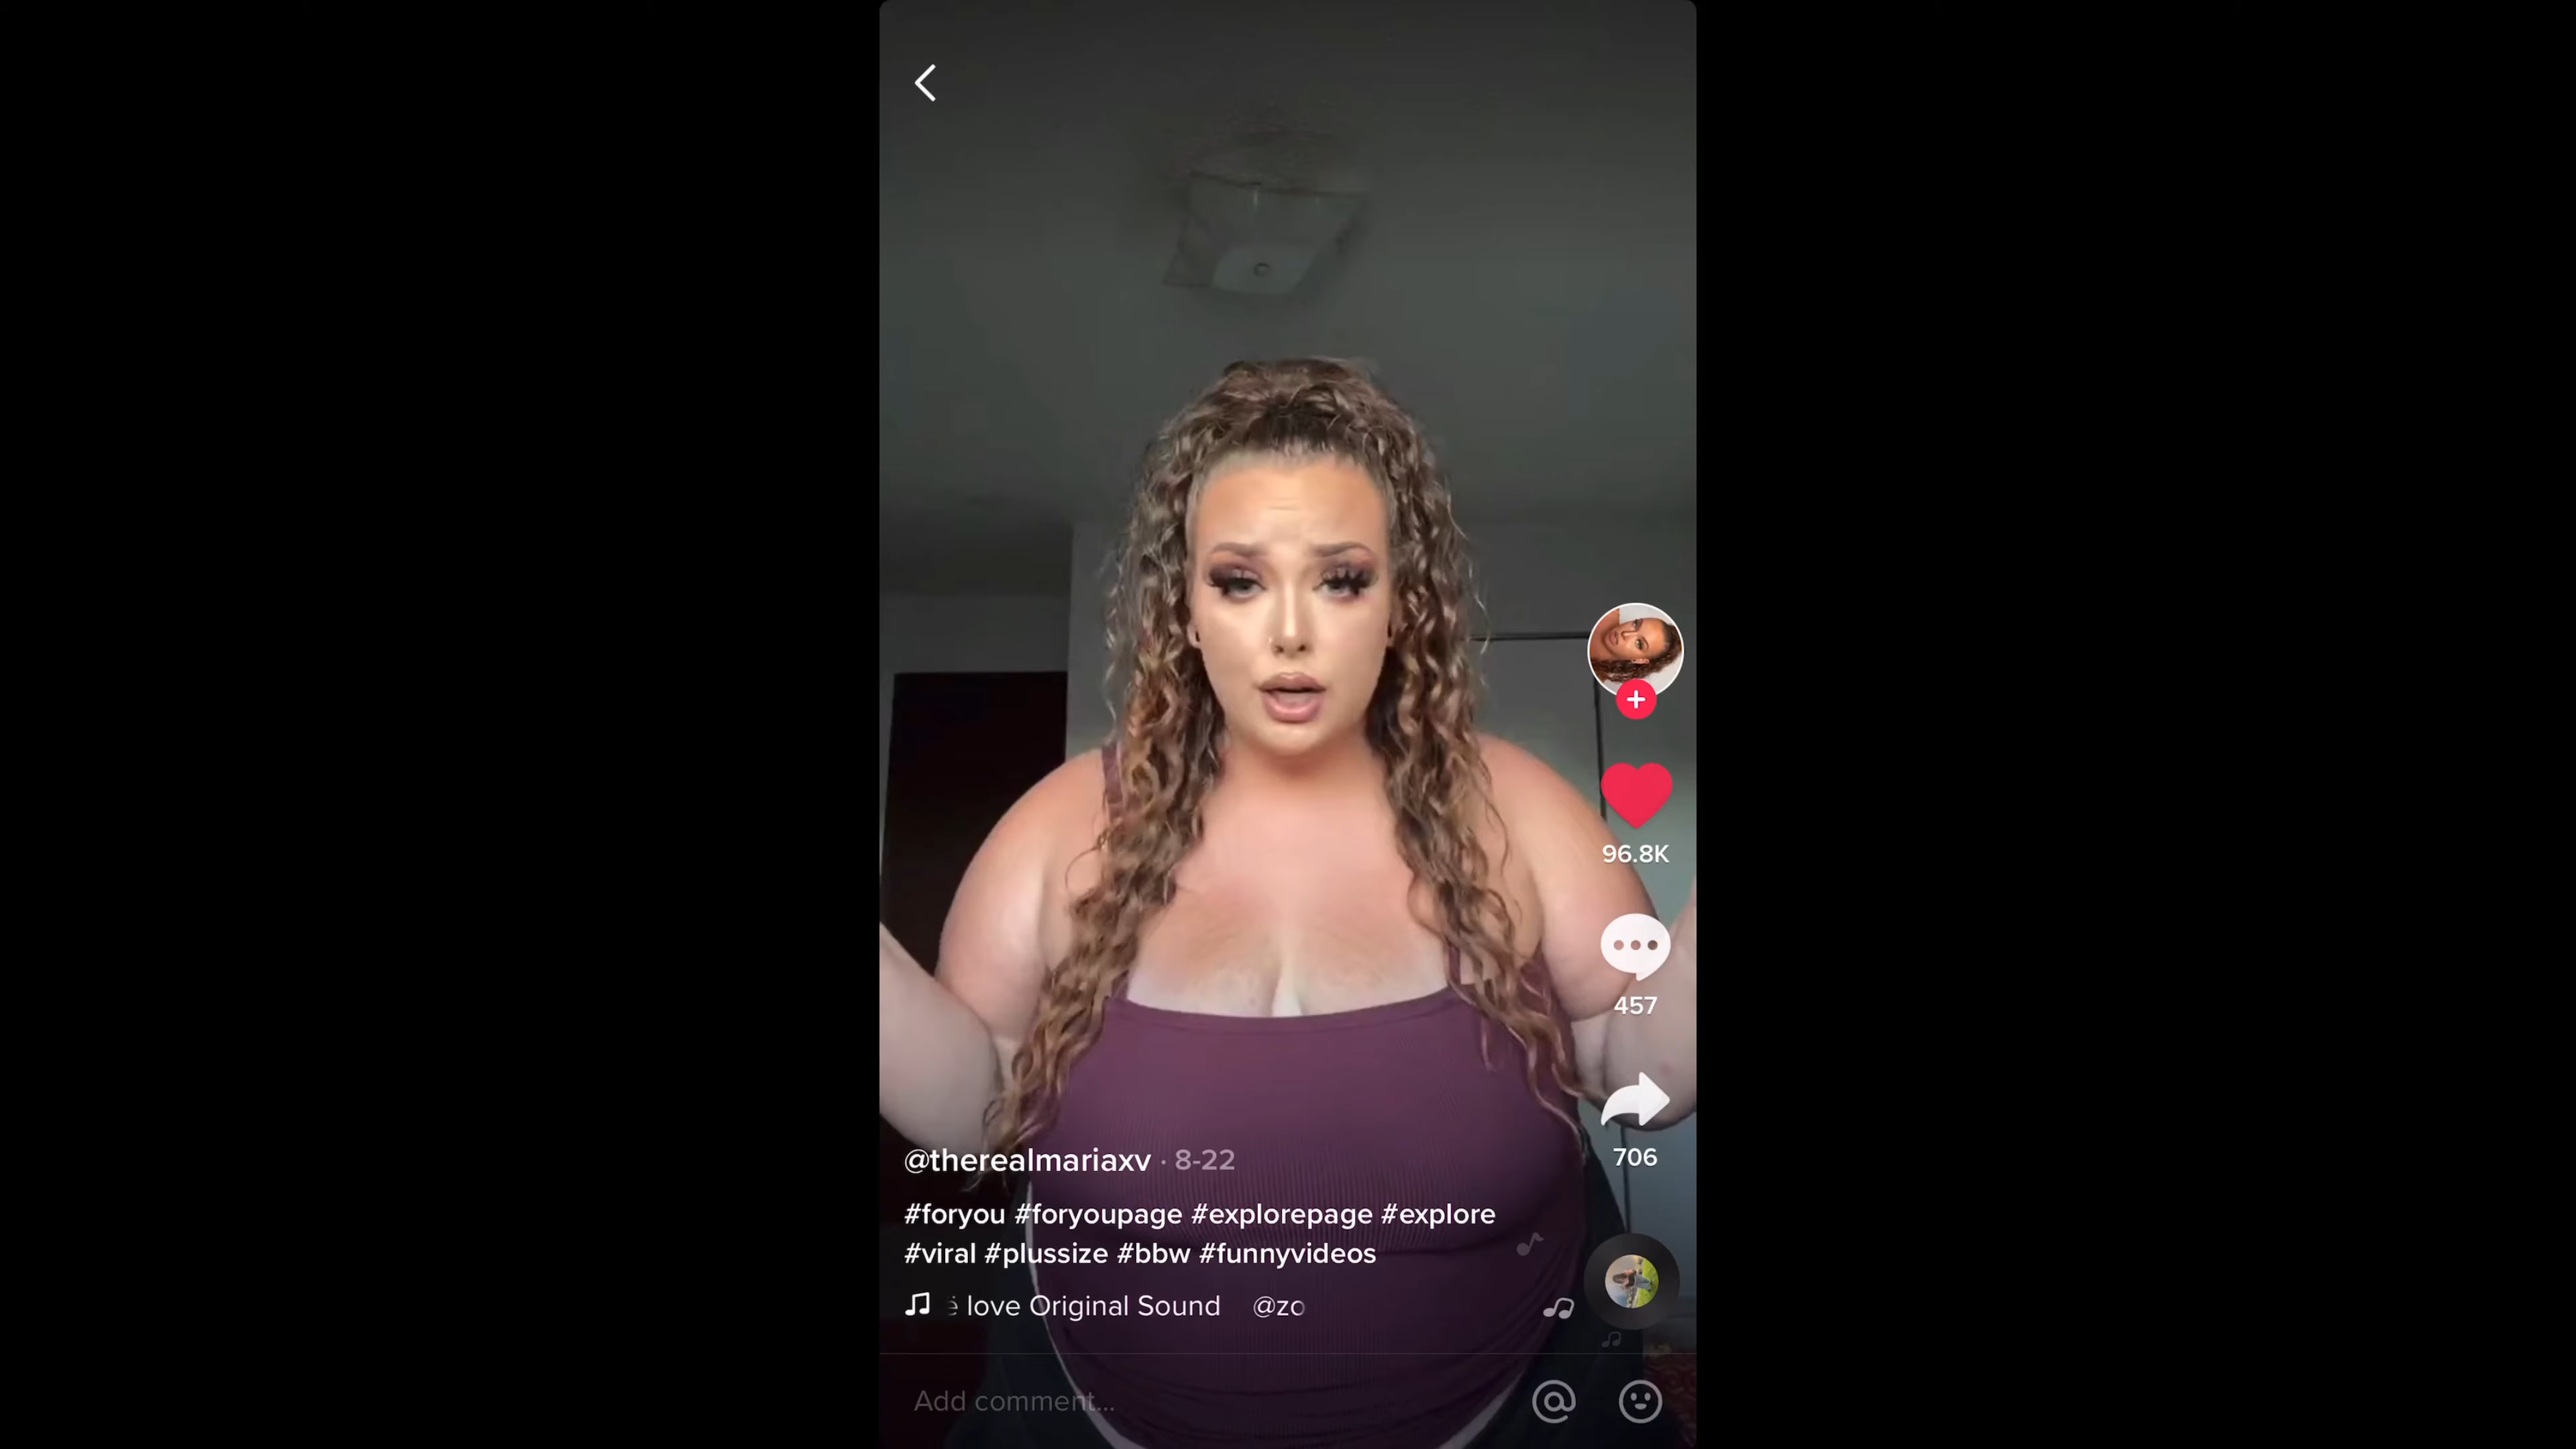 96.8K
457
706
@therealmariaxv · 8-22
#foryou #foryoupage #explorepage #explore
#viral #plussize #bbw #funnyvideos
love Original Sound @zo
Add comment...